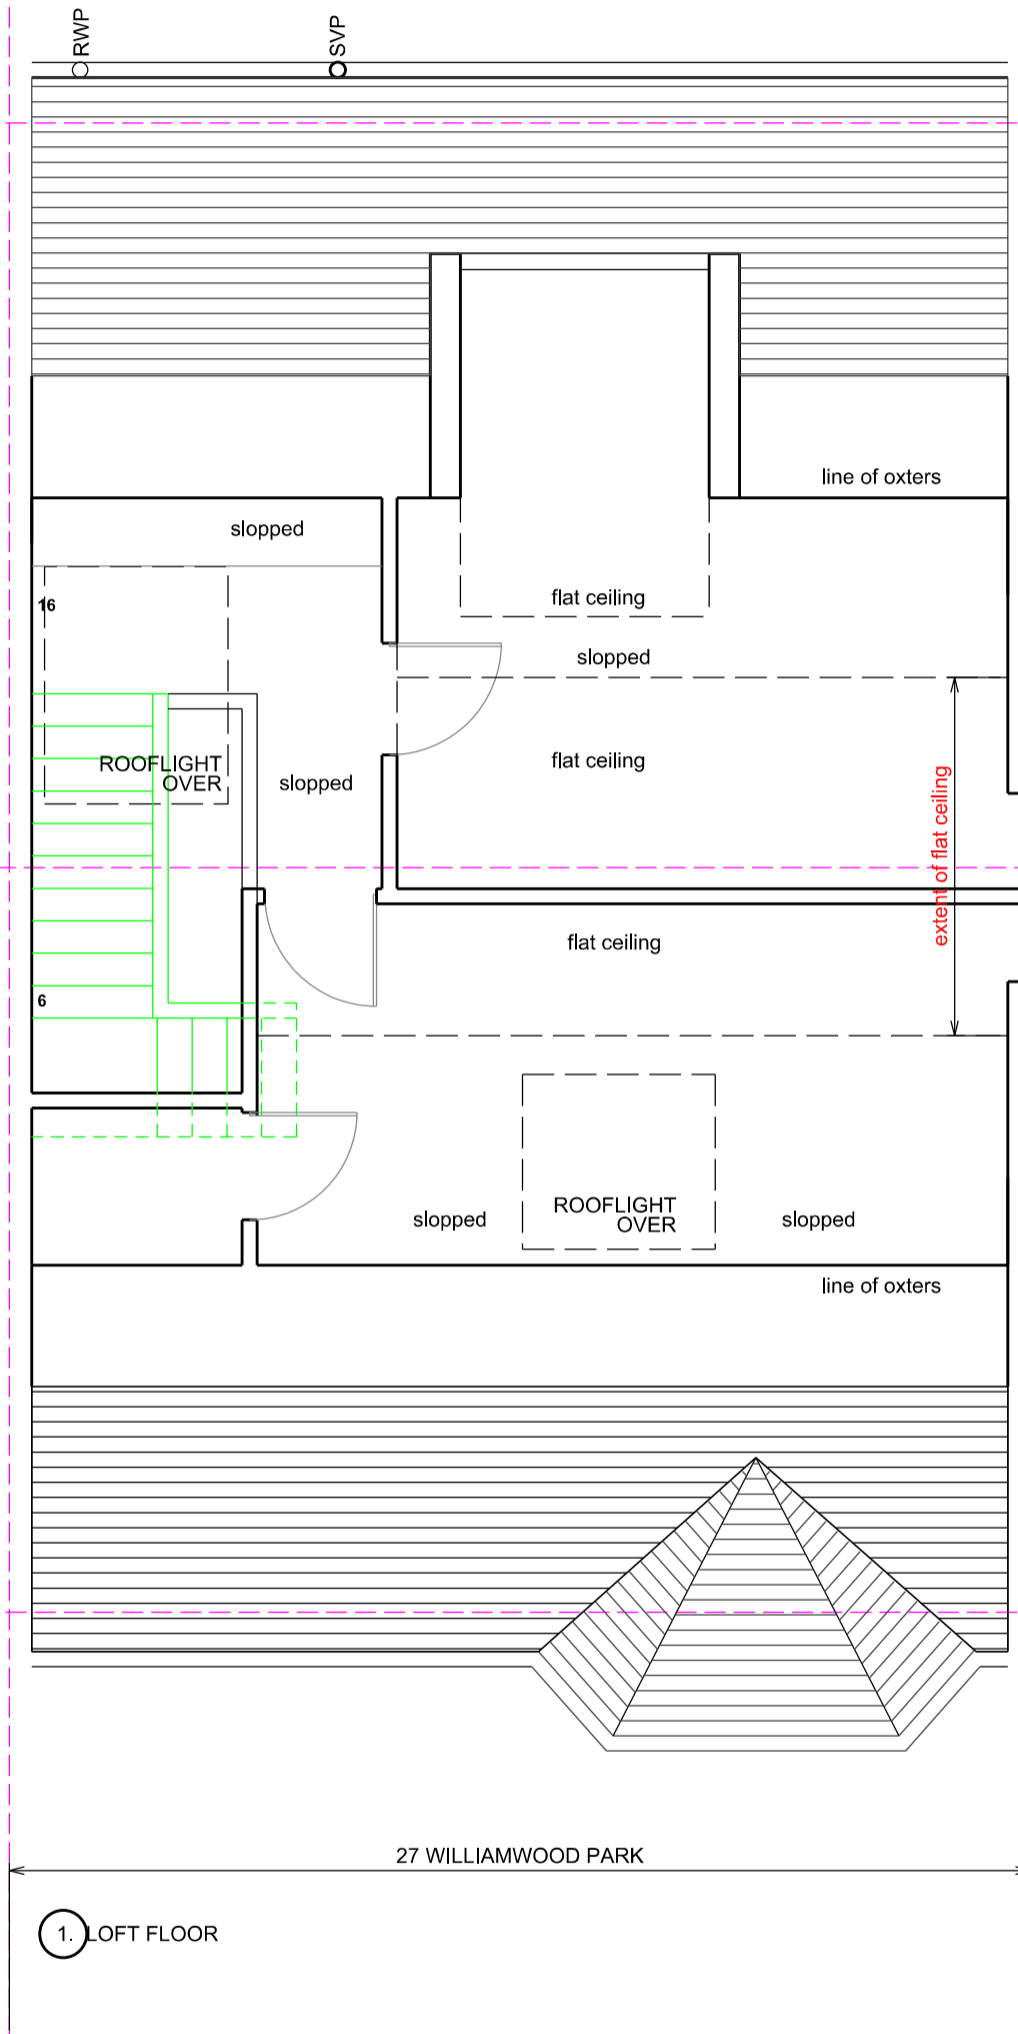 RWP
SVP
line of oxters
slopped
flat ceiling
16
slopped
ROOFLIGHT
OVER
slopped
flat ceiling
extent of flat ceiling
flat ceiling
6
ROOFLIGHT
OVER
slopped
slopped
line of oxters
27 WILLIAMWOOD PARK
1. LOFT FLOOR